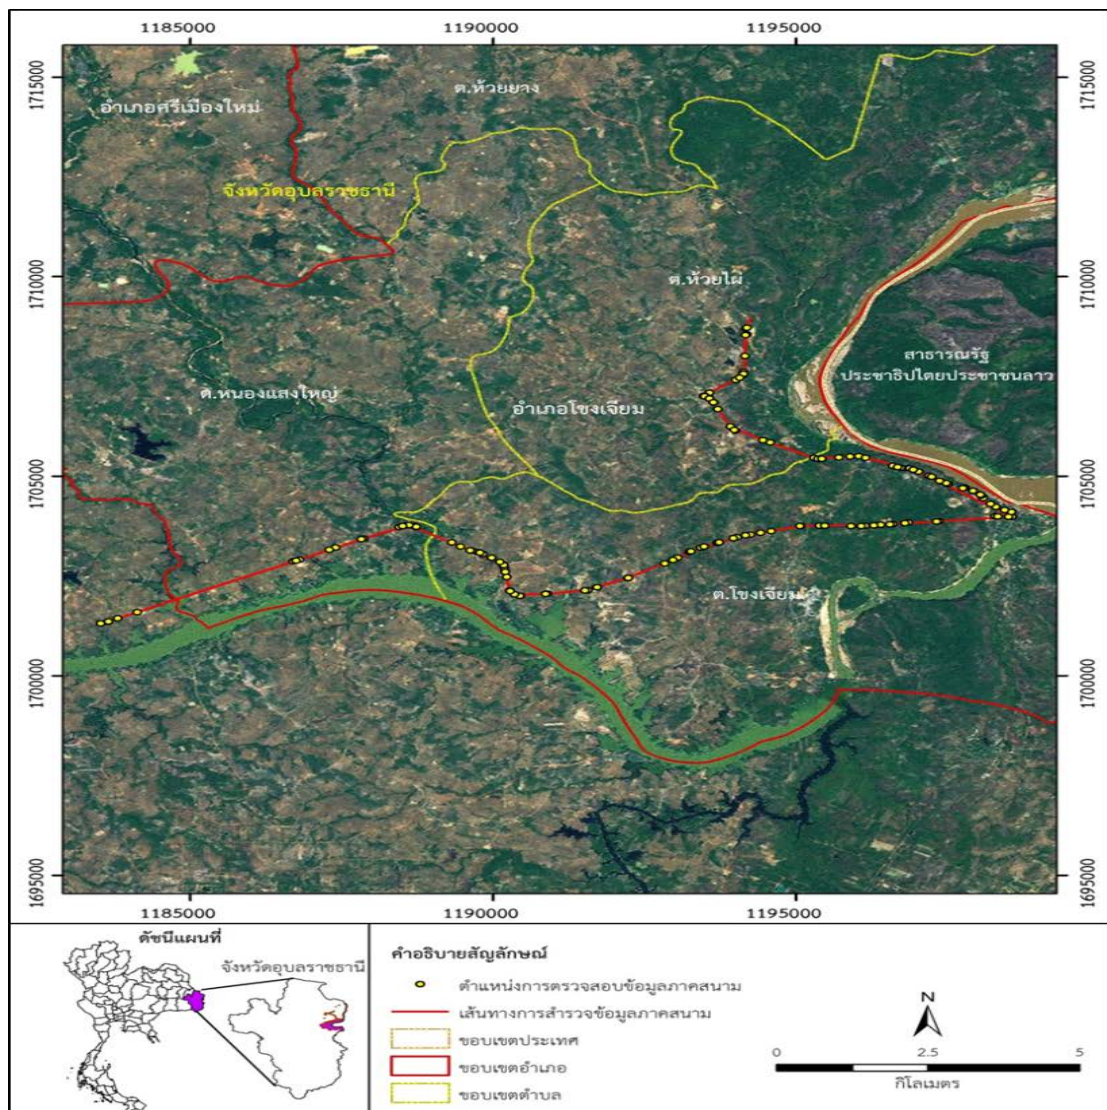 1185000 1190000 1195000
1715000 1715000
ต.ห้วยยาง
อำเภอศรีเมืองใหม่
จังหวัดอุบลราชธานี
1710000 1710000
ต.ห้วยไผ่
สาธารณรัฐ
ประชาธิปไตยประชาชนลาว
ต.หนองแสงใหญ่
อำเภอโขงเจียม
1705000 1705000
ต.โขงเจียม
1700000 1700000
1695000 1695000
1185000 1190000 1195000
ดัชนีแผนที่
จังหวัดอุบลราชธานี
คำอธิบายสัญลักษณ์
ตำแหน่งการตรวจสอบข้อมูลภาคสนาม
เส้นทางการสำรวจข้อมูลภาคสนาม
ขอบเขตประเทศ
ขอบเขตอำเภอ
ขอบเขตตำบล
N
0 2.5 5
กิโลเมตร